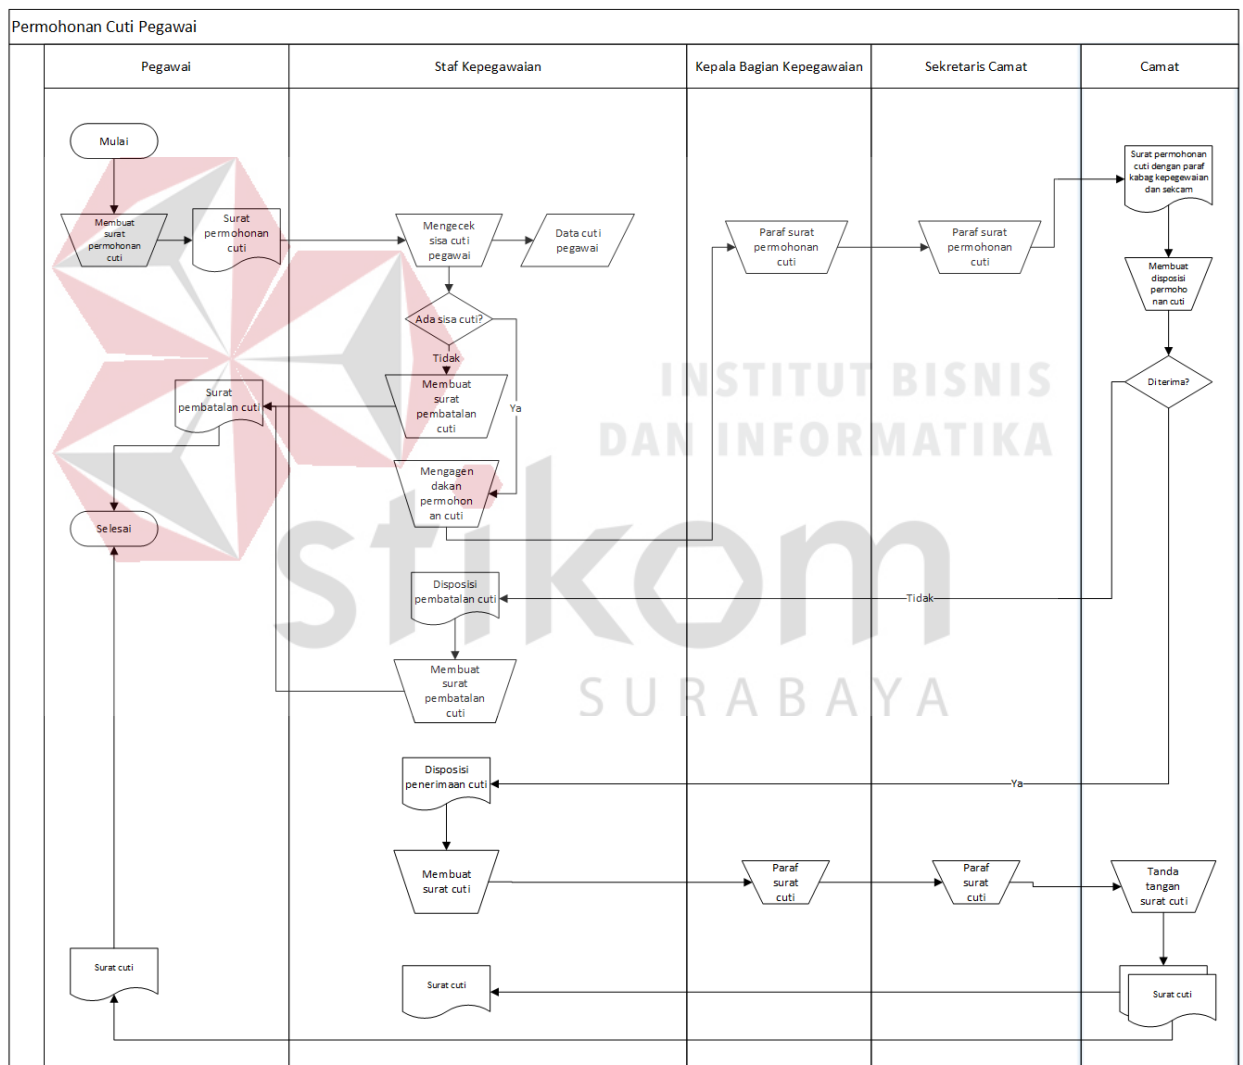 Permohonan Cuti Pegawai
Pegawai
Staf Kepegawaian
Kepala Bagian Kepegawaian
Sekretaris Camat
Camat
Mulai
Membuat
surat
permohonan
cuti
Surat
permohonan
cuti
Mengecek
sisa cuti
pegawai
Data cuti
pegawai
Paraf surat
permohonan
cuti
Paraf surat
permohonan
cuti
Surat permohonan
cuti dengan paraf
kabag kepegewaian
dan sekcam
Membuat
disposisi
permoho
nan cuti
Ada sisa cuti?
Tidak
Ya
Diterima?
Surat
pembatalan cuti
Membuat
surat
pembatalan
cuti
INSTITUT BISNIS
DAN INFORMATIKA
Mengagen
dakan
permohon
an cuti
Selesai
stikom
SURABAYA
Disposisi
pembatalan cuti
Tidak
Membuat
surat
pembatalan
cuti
Disposisi
penerimaan cuti
Ya
Membuat
surat cuti
Paraf
surat
cuti
Paraf
surat
cuti
Tanda
tangan
surat cuti
Surat cuti
Surat cuti
Surat cuti